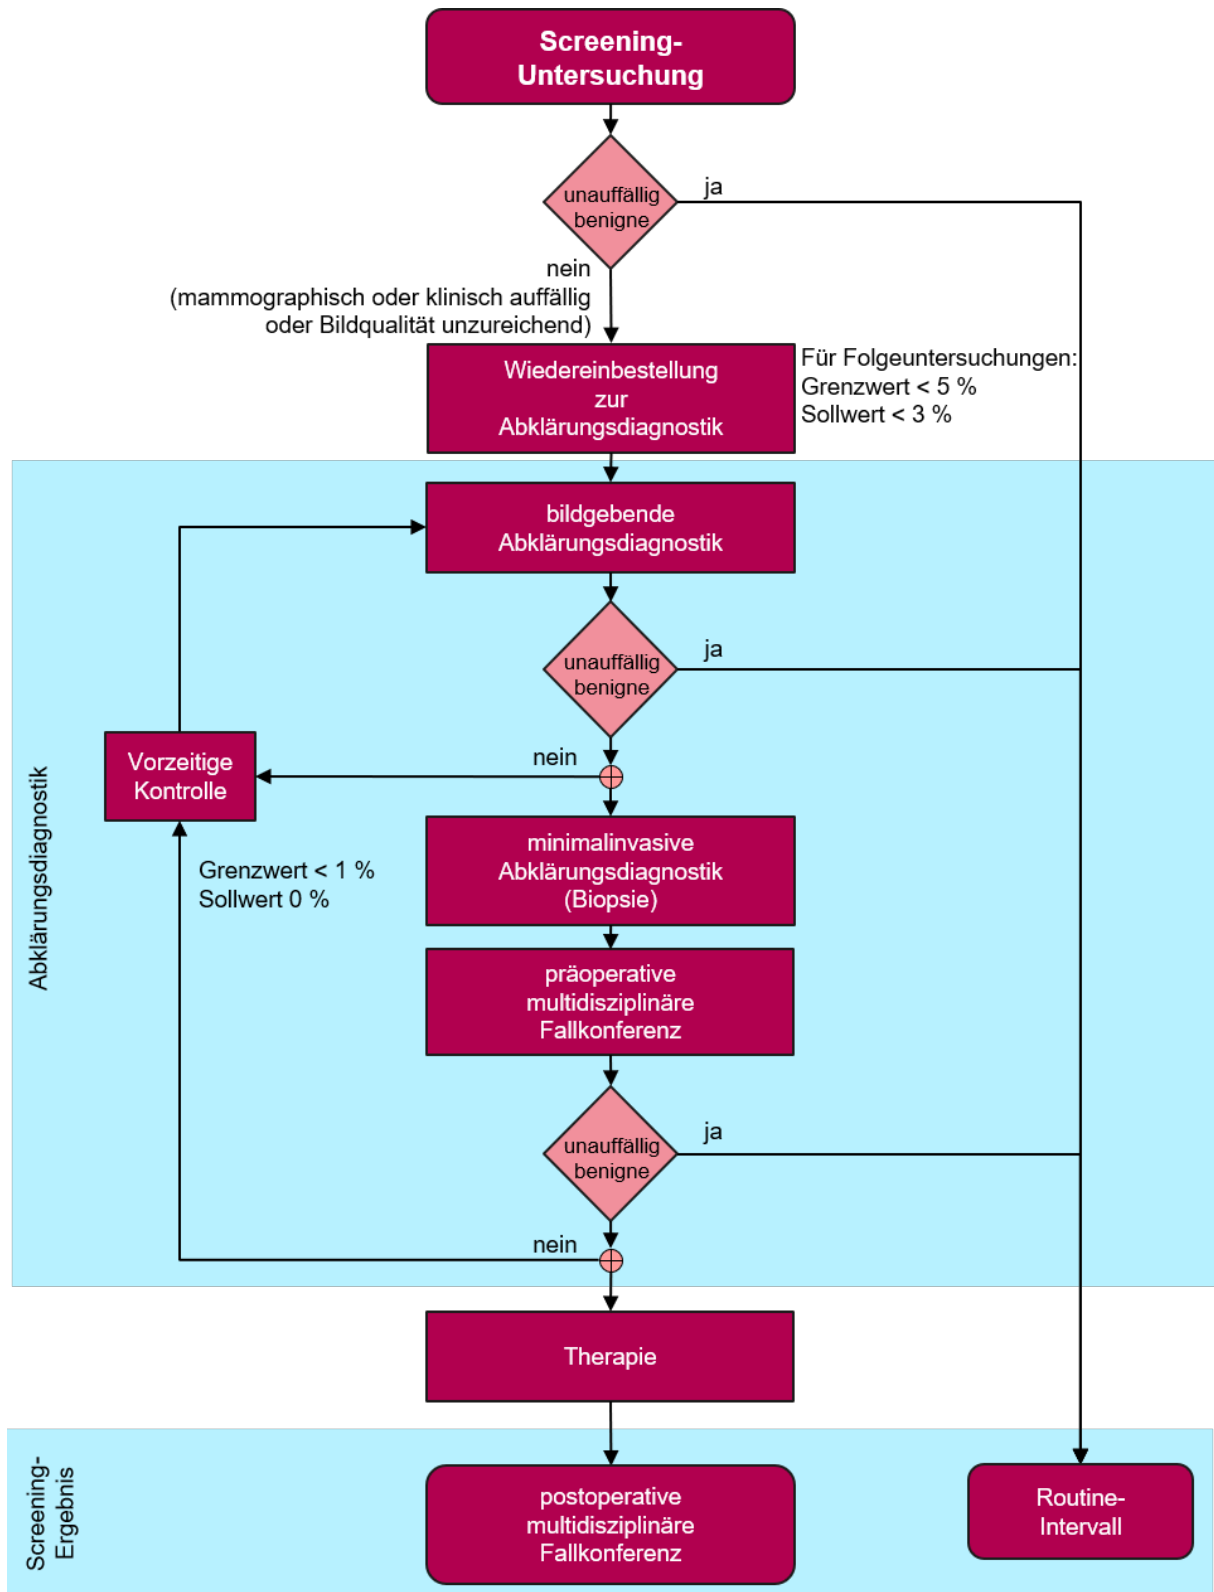 Screening-
Untersuchung
unauffällig
benigne
ja
nein
(mammographisch oder klinisch auffällig
oder Bildqualität unzureichend)
Wiedereinbestellung
zur
Abklärungsdiagnostik
Für Folgeuntersuchungen:
Grenzwert < 5 %
Sollwert < 3 %
bildgebende
Abklärungsdiagnostik
unauffällig
benigne
ja
nein
Vorzeitige
Kontrolle
Grenzwert < 1 %
Sollwert 0 %
minimalinvasive
Abklärungsdiagnostik
(Biopsie)
Abklärungsdiagnostik
präoperative
multidisziplinäre
Fallkonferenz
unauffällig
benigne
ja
nein
Therapie
Screening-
Ergebnis
postoperative
multidisziplinäre
Fallkonferenz
Routine-
Intervall